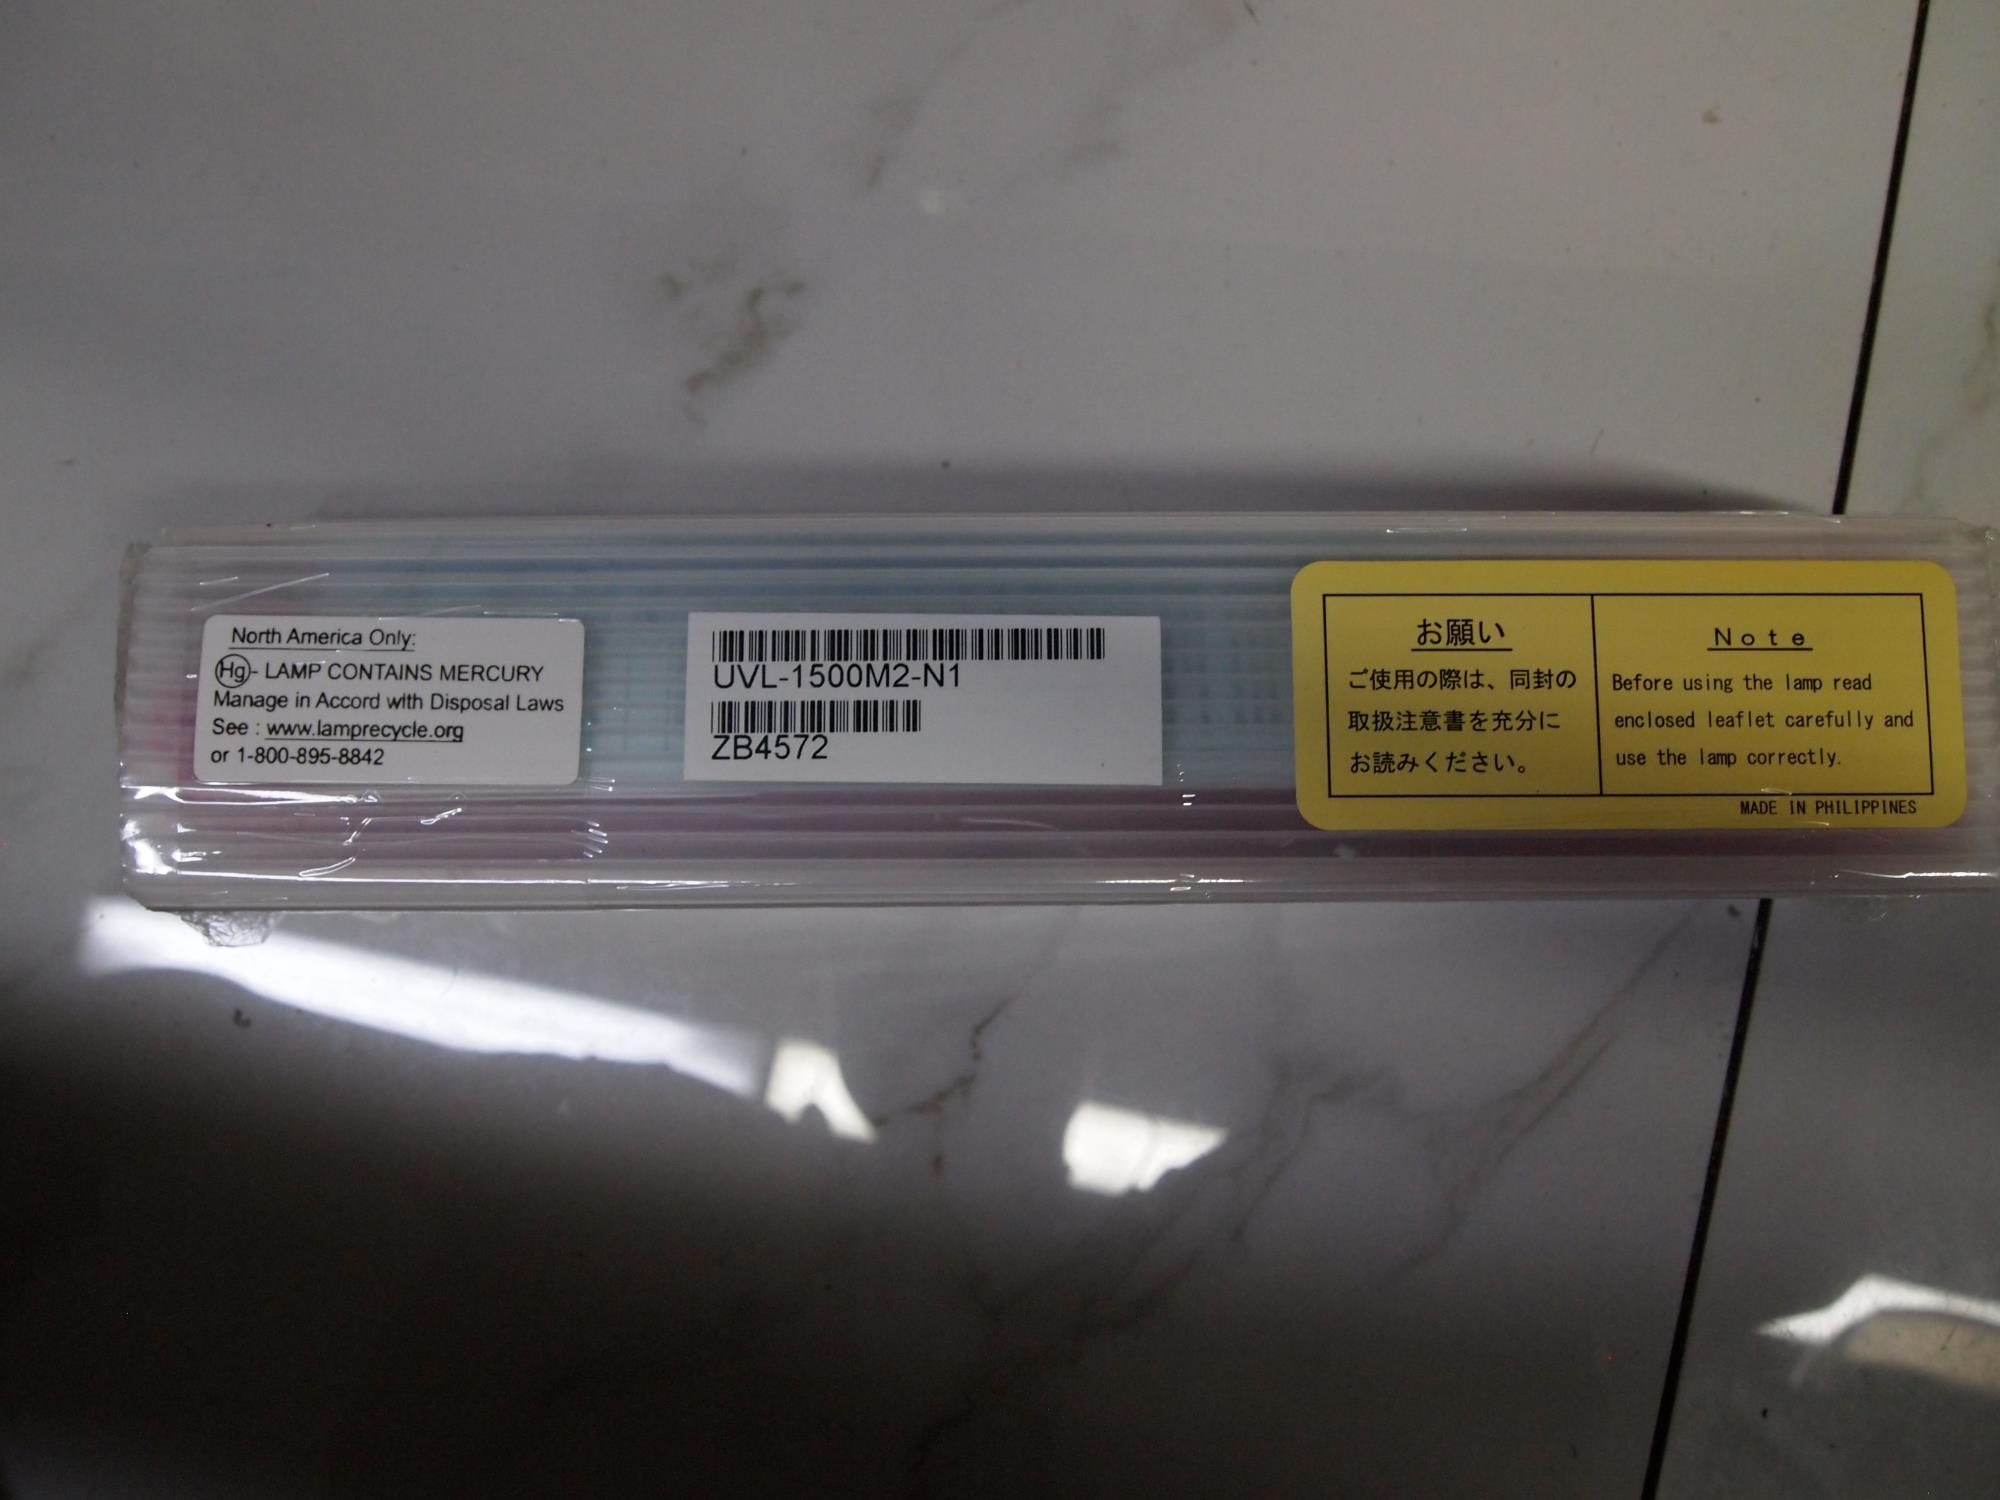 North America Only:
Hg - LAMP CONTAINS MERCURY
Manage in Accord with Disposal Laws
See : www.lamprecycle.org
or 1-800-895-8842
UVL-1500M2-N1
ZB4572
お願い
ご使用の際は、同封の
取扱注意書を充分に
お読みください。
Note
Before using the lamp read
enclosed leaflet carefully and
use the lamp correctly.
MADE IN PHILIPPINES